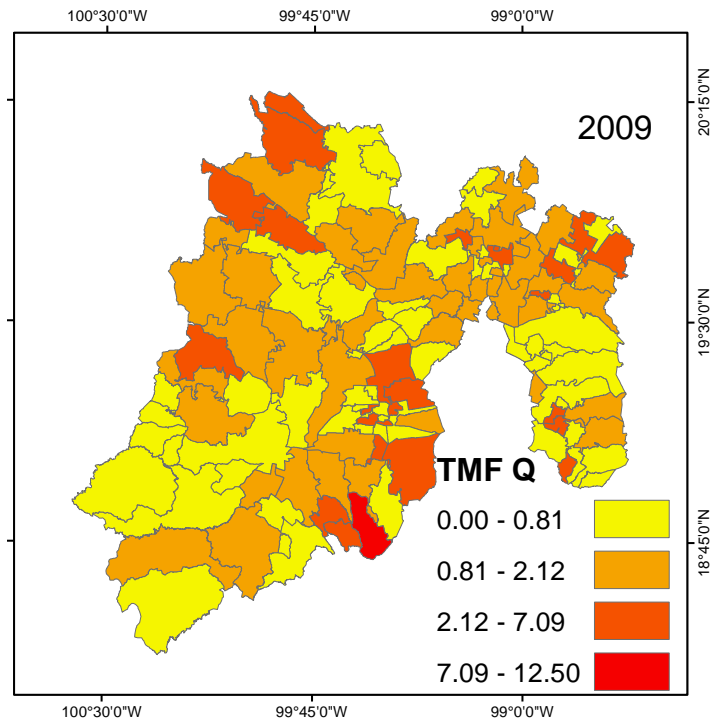 100°30'0"W 99°45'0"W 99°0'0"W
20°15'0"N
2009
19°30'0"N
TMF Q
0.00 - 0.81
18°45'0"N
0.81 - 2.12
2.12 - 7.09
7.09 - 12.50
100°30'0"W 99°45'0"W 99°0'0"W